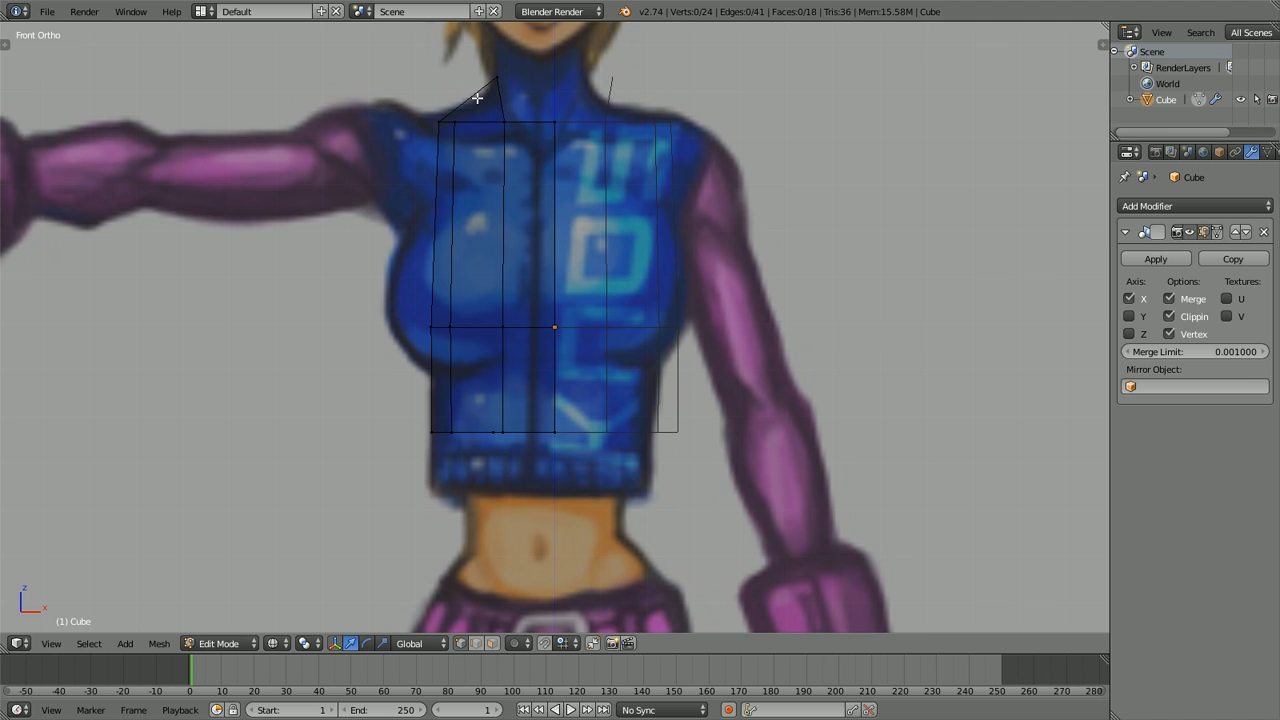 File Render Window Help Default Scene Blender Render v2.74 | Verts:0/24 | Edges:0/41 | Faces:0/18 | Tris:36 | Mem:15.58M | Cube
Front Ortho
View Search All Scenes
Scene
RenderLayers
World
Cube
Cube
Add Modifier
Apply Copy
Axis: Options: Textures:
X Merge U
Y Clippin V
Z Vertex
Merge Limit: 0.001000
Mirror Object:
z
x
(1) Cube
View Select Add Mesh Edit Mode Global
-50 -40 -30 -20 -10 0 10 20 30 40 50 60 70 80 90 100 110 120 130 140 150 160 170 180 190 200 210 220 230 240 250 260 270 280
View Marker Frame Playback Start: 1 End: 250 1 No Sync